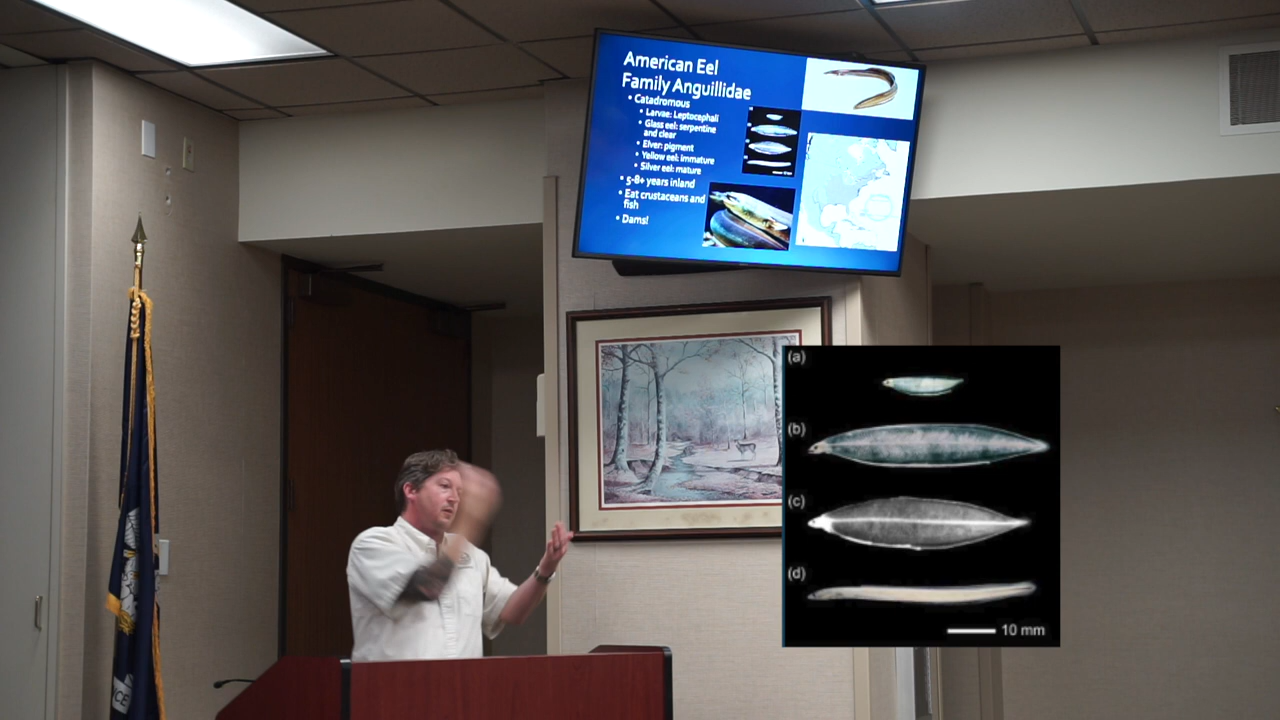 American Eel
Family Anguillidae
• Catadromous
• Larvae: Leptocephali
• Glass eel: serpentine
and clear
• Elver: pigment
• Yellow eel: immature
• Silver eel: mature
• 5-8+ years inland
• Eat crustaceans and
fish
• Dams!
(a)
(b)
(c)
(d)
10 mm